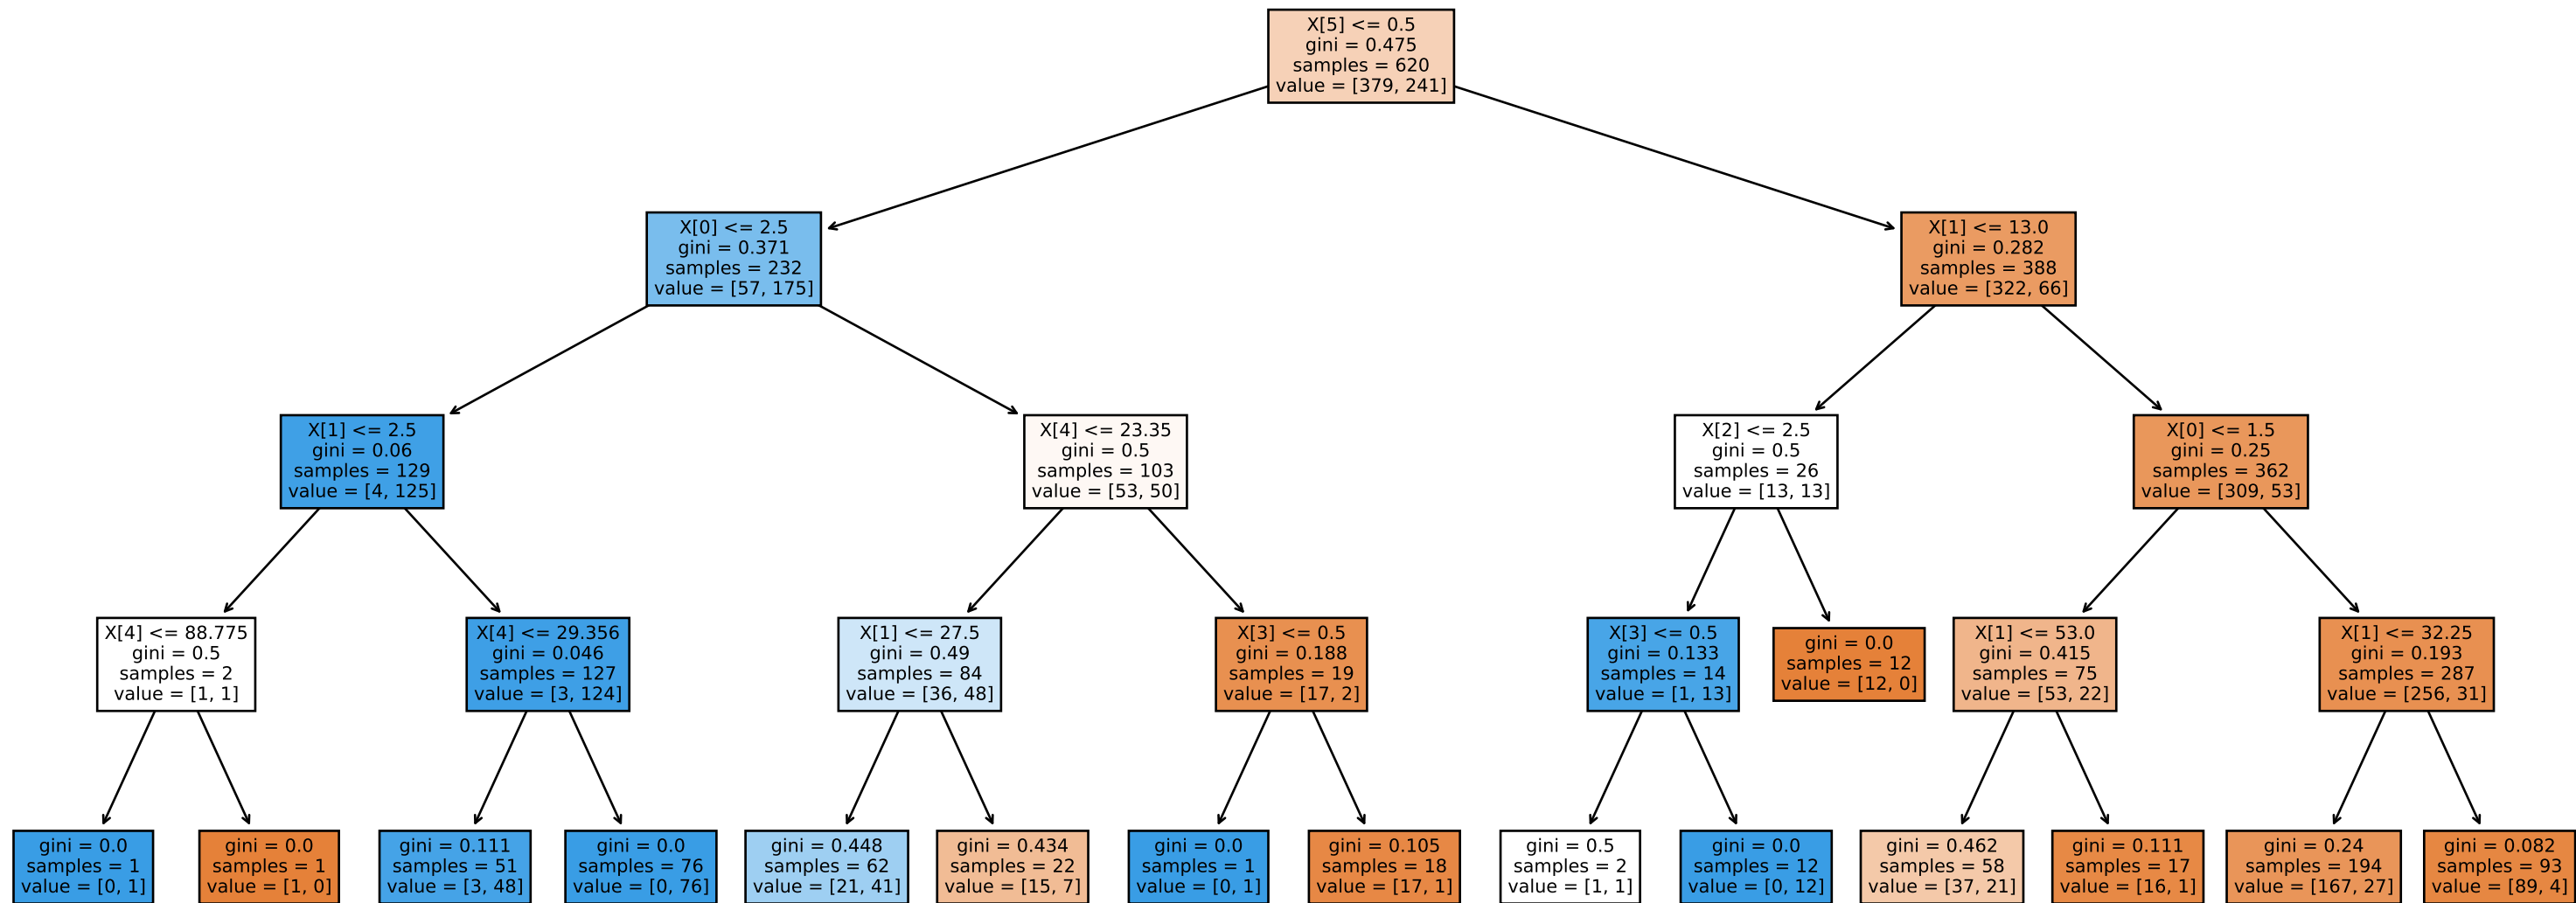 X[5] <= 0.5
gini = 0.475
samples = 620
value = [379, 241]
X[0] <= 2.5
gini = 0.371
samples = 232
value = [57, 175]
X[1] <= 13.0
gini = 0.282
samples = 388
value = [322, 66]
X[1] <= 2.5
gini = 0.06
samples = 129
value = [4, 125]
X[4] <= 23.35
gini = 0.5
samples = 103
value = [53, 50]
X[2] <= 2.5
gini = 0.5
samples = 26
value = [13, 13]
X[0] <= 1.5
gini = 0.25
samples = 362
value = [309, 53]
X[4] <= 88.775
gini = 0.5
samples = 2
value = [1, 1]
X[4] <= 29.356
gini = 0.046
samples = 127
value = [3, 124]
X[1] <= 27.5
gini = 0.49
samples = 84
value = [36, 48]
X[3] <= 0.5
gini = 0.188
samples = 19
value = [17, 2]
X[3] <= 0.5
gini = 0.133
samples = 14
value = [1, 13]
gini = 0.0
samples = 12
value = [12, 0]
X[1] <= 53.0
gini = 0.415
samples = 75
value = [53, 22]
X[1] <= 32.25
gini = 0.193
samples = 287
value = [256, 31]
gini = 0.0
samples = 1
value = [0, 1]
gini = 0.0
samples = 1
value = [1, 0]
gini = 0.111
samples = 51
value = [3, 48]
gini = 0.0
samples = 76
value = [0, 76]
gini = 0.448
samples = 62
value = [21, 41]
gini = 0.434
samples = 22
value = [15, 7]
gini = 0.0
samples = 1
value = [0, 1]
gini = 0.105
samples = 18
value = [17, 1]
gini = 0.5
samples = 2
value = [1, 1]
gini = 0.0
samples = 12
value = [0, 12]
gini = 0.462
samples = 58
value = [37, 21]
gini = 0.111
samples = 17
value = [16, 1]
gini = 0.24
samples = 194
value = [167, 27]
gini = 0.082
samples = 93
value = [89, 4]